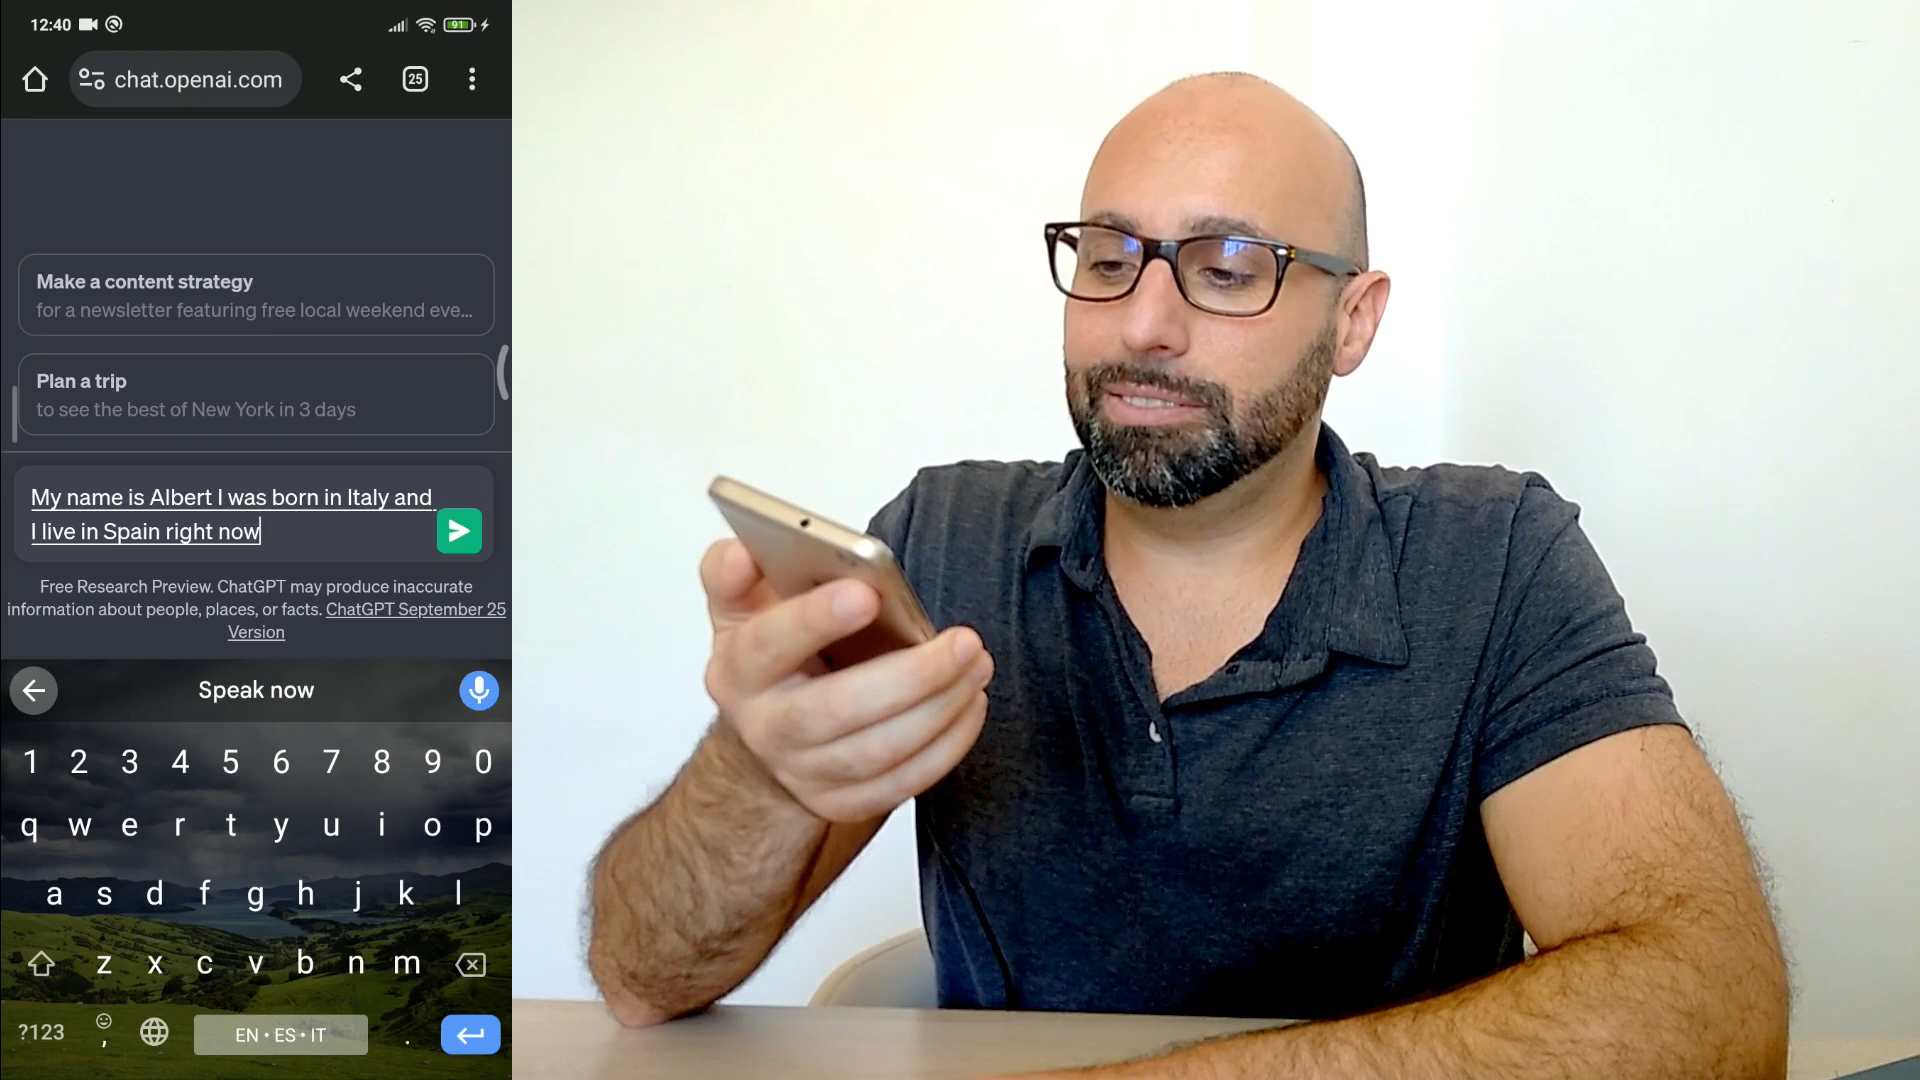 12:40 91
chat.openai.com 25
Make a content strategy
for a newsletter featuring free local weekend eve...
Plan a trip
to see the best of New York in 3 days
My name is Albert I was born in Italy and
I live in Spain right now
Free Research Preview. ChatGPT may produce inaccurate
information about people, places, or facts. ChatGPT September 25
Version
Speak now
1 2 3 4 5 6 7 8 9 0
q w e r t y u i o p
a s d f g h j k l
z x c v b n m
?123 , EN • ES • IT .